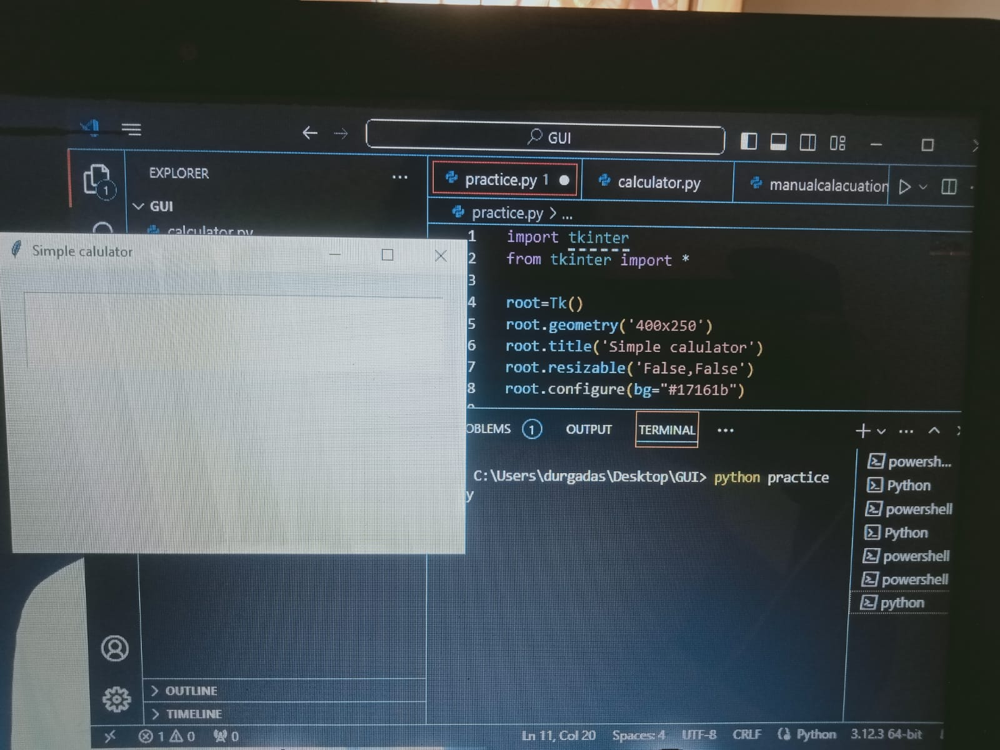 GUI
EXPLORER
GUI
calculator.py
practice.py 1
calculator.py
manualcalacuation
practice.py > ...
Simple calulator
1 import tkinter
2 from tkinter import *
3
4 root=Tk()
5 root.geometry('400x250')
6 root.title('Simple calulator')
7 root.resizable('False,False')
8 root.configure(bg="#17161b")
OBLEMS 1 OUTPUT TERMINAL ...
C:\Users\durgadas\Desktop\GUI> python practice
y
powersh...
Python
powershell
Python
powershell
powershell
python
1
OUTLINE
TIMELINE
1 0 0 Ln 11, Col 20 Spaces: 4 UTF-8 CRLF Python 3.12.3 64-bit